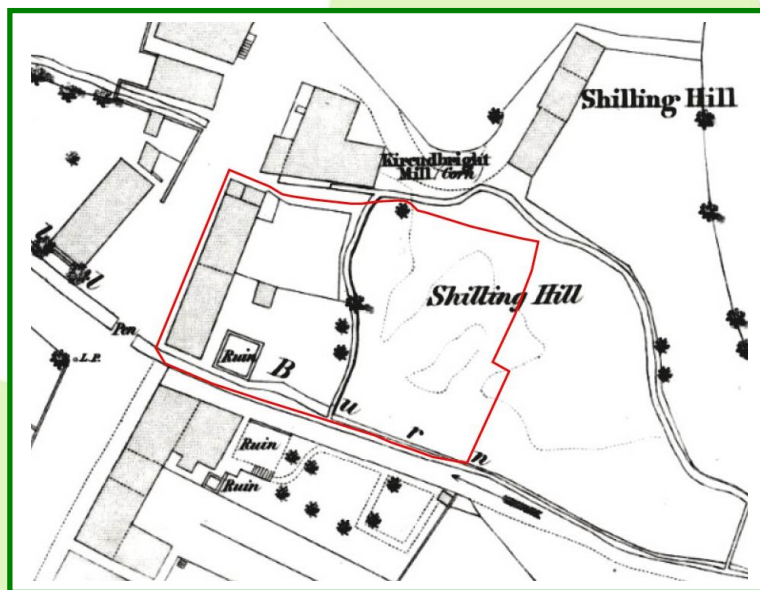 Shilling Hill
Kircudbright
Mill (Corn
Shilling Hill
l
l
Pen
L.P.
Ruin
B
u
r
n
Ruin
Ruin